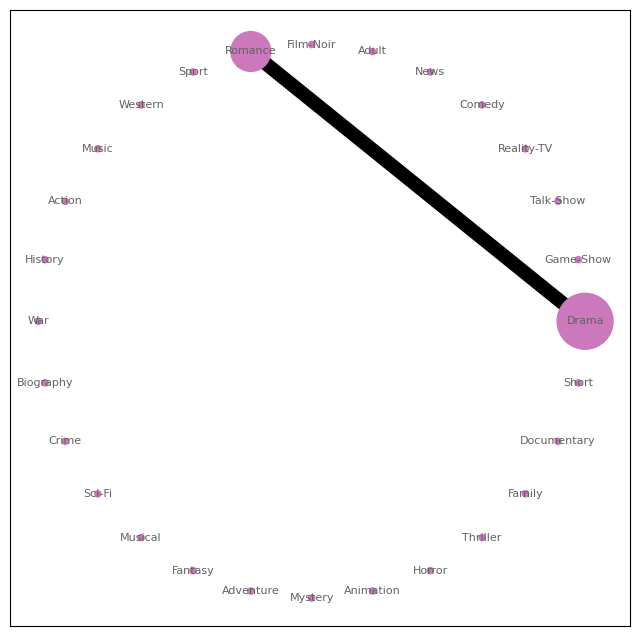 Film-Noir
Romance
Adult
Sport
News
Western
Comedy
Music
Reality-TV
Action
Talk-Show
History
Game-Show
War
Drama
Biography
Short
Crime
Documentary
Sci-Fi
Family
Musical
Thriller
Fantasy
Horror
Adventure
Animation
Mystery